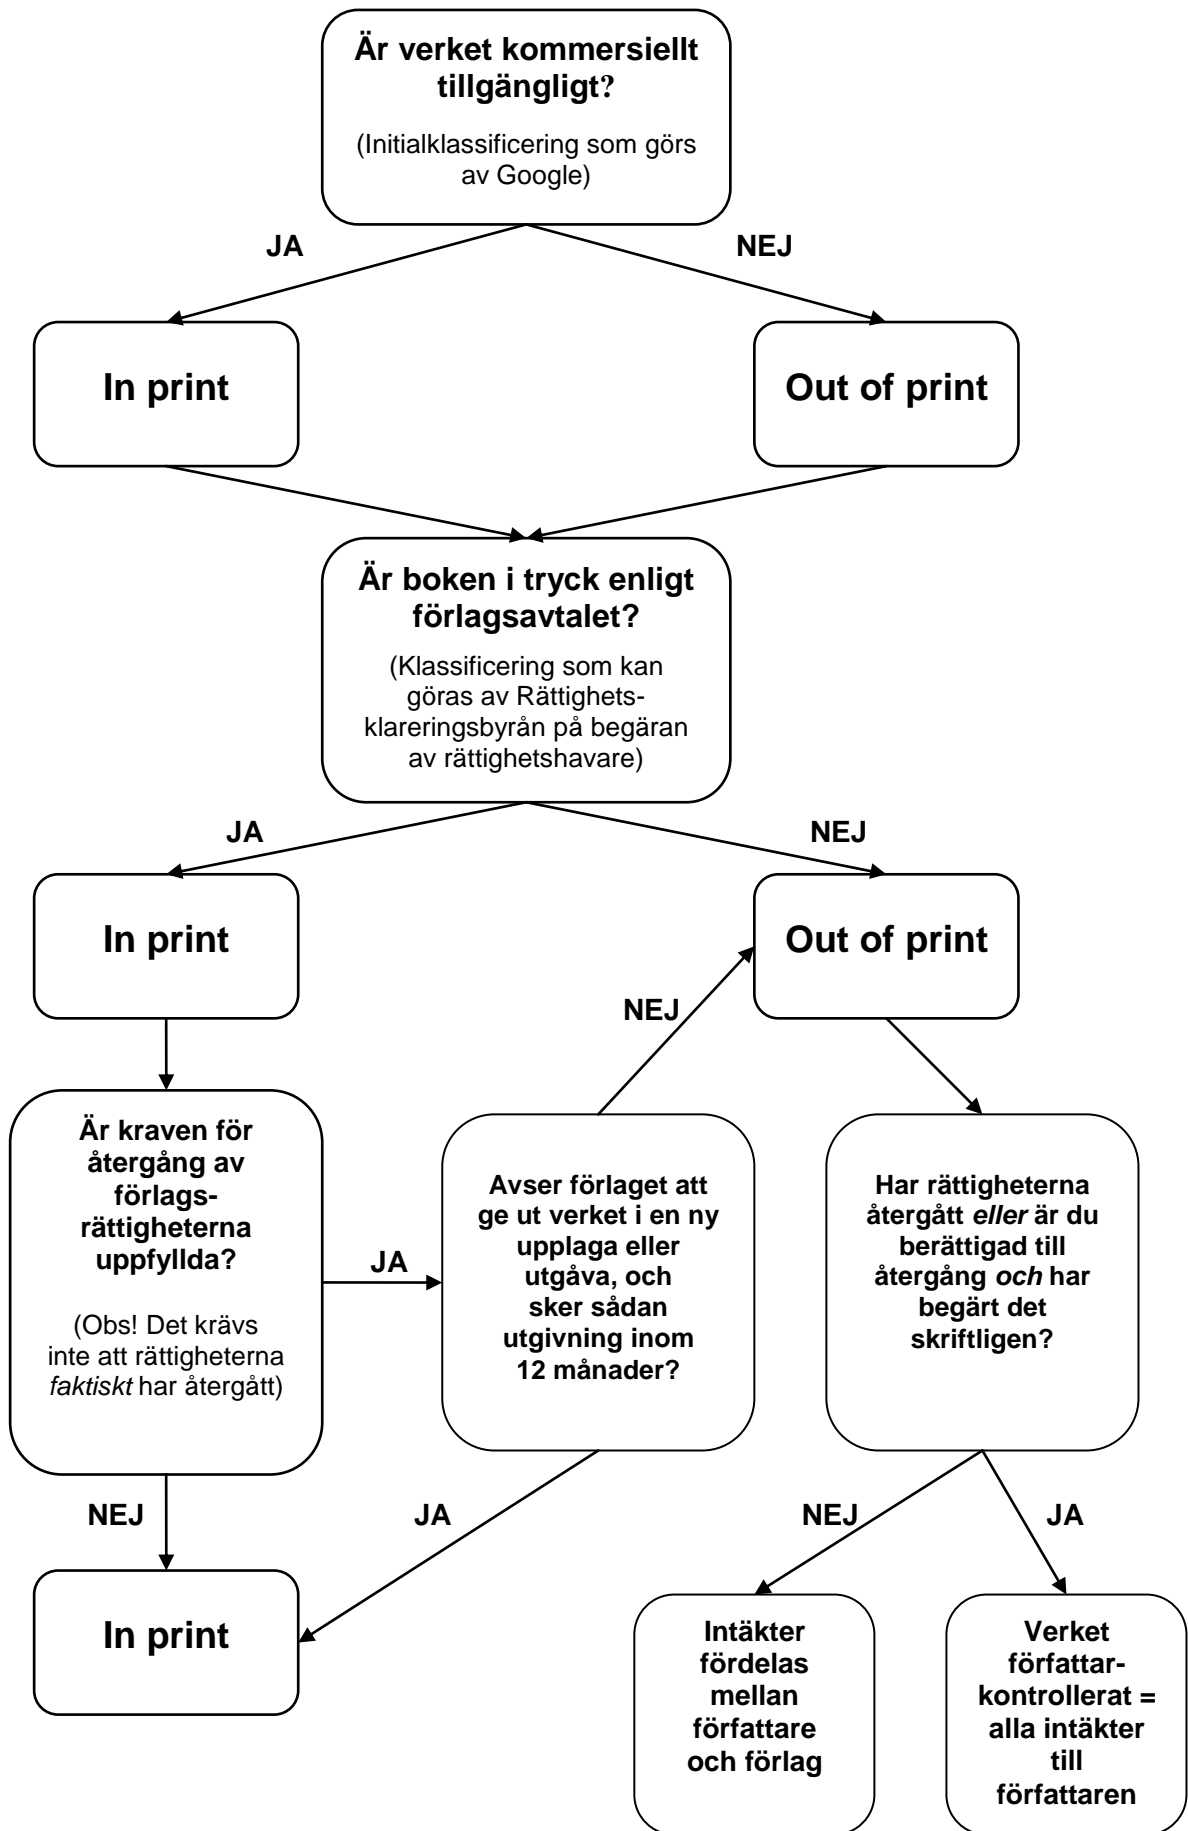 Är verket kommersiellt
tillgängligt?
(Initialklassificering som görs
av Google)
JA
NEJ
In print
Out of print
Är boken i tryck enligt
förlagsavtalet?
(Klassificering som kan
göras av Rättighets-
klareringsbyrån på begäran
av rättighetshavare)
JA
NEJ
In print
Out of print
NEJ
Är kraven för
återgång av
förlags-
rättigheterna
uppfyllda?
(Obs! Det krävs
inte att rättigheterna
faktiskt har återgått)
JA
Avser förlaget att
ge ut verket i en ny
upplaga eller
utgåva, och
sker sådan
utgivning inom
12 månader?
Har rättigheterna
återgått eller är du
berättigad till
återgång och har
begärt det
skriftligen?
NEJ
JA
NEJ
JA
In print
Intäkter
fördelas
mellan
författare
och förlag
Verket
författar-
kontrollerat =
alla intäkter
till
författaren